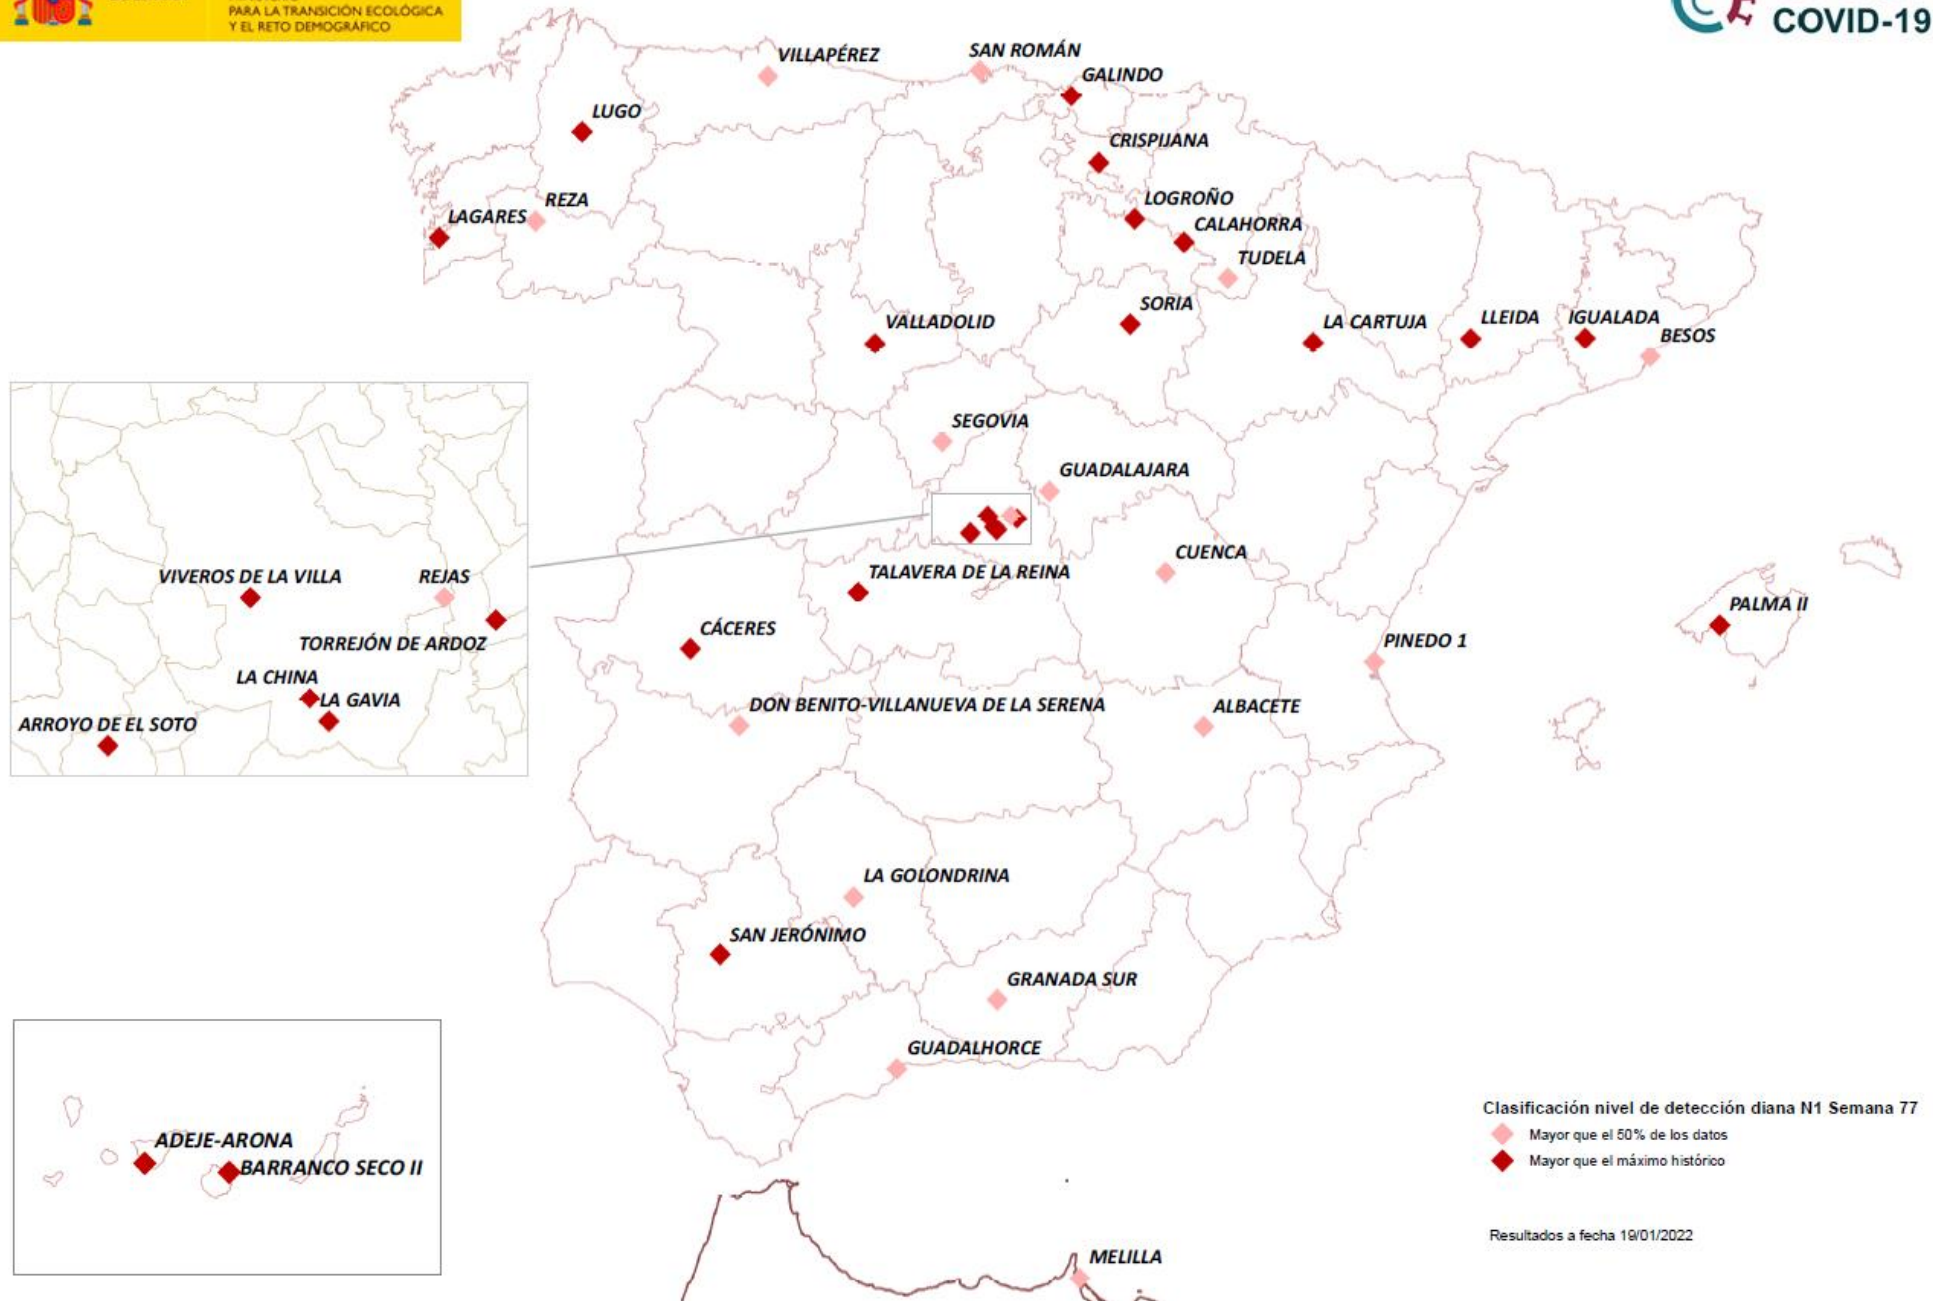 PARA LA TRANSICIÓN ECOLÓGICA
Y EL RETO DEMOGRÁFICO
COVID-19
VILLAPÉREZ
SAN ROMÁN
GALINDO
LUGO
CRISPIJANA
REZA
LOGROÑO
LAGARES
CALAHORRA
TUDELA
SORIA
VALLADOLID
LA CARTUJA
LLEIDA
IGUALADA
BESOS
SEGOVIA
GUADALAJARA
CUENCA
TALAVERA DE LA REINA
VIVEROS DE LA VILLA
REJAS
TORREJÓN DE ARDOZ
LA CHINA
LA GAVIA
ARROYO DE EL SOTO
PALMA II
CÁCERES
PINEDO 1
DON BENITO-VILLANUEVA DE LA SERENA
ALBACETE
LA GOLONDRINA
SAN JERÓNIMO
GRANADA SUR
GUADALHORCE
ADEJE-ARONA
BARRANCO SECO II
MELILLA
Clasificación nivel de detección diana N1 Semana 77
Mayor que el 50% de los datos
Mayor que el máximo histórico
Resultados a fecha 19/01/2022